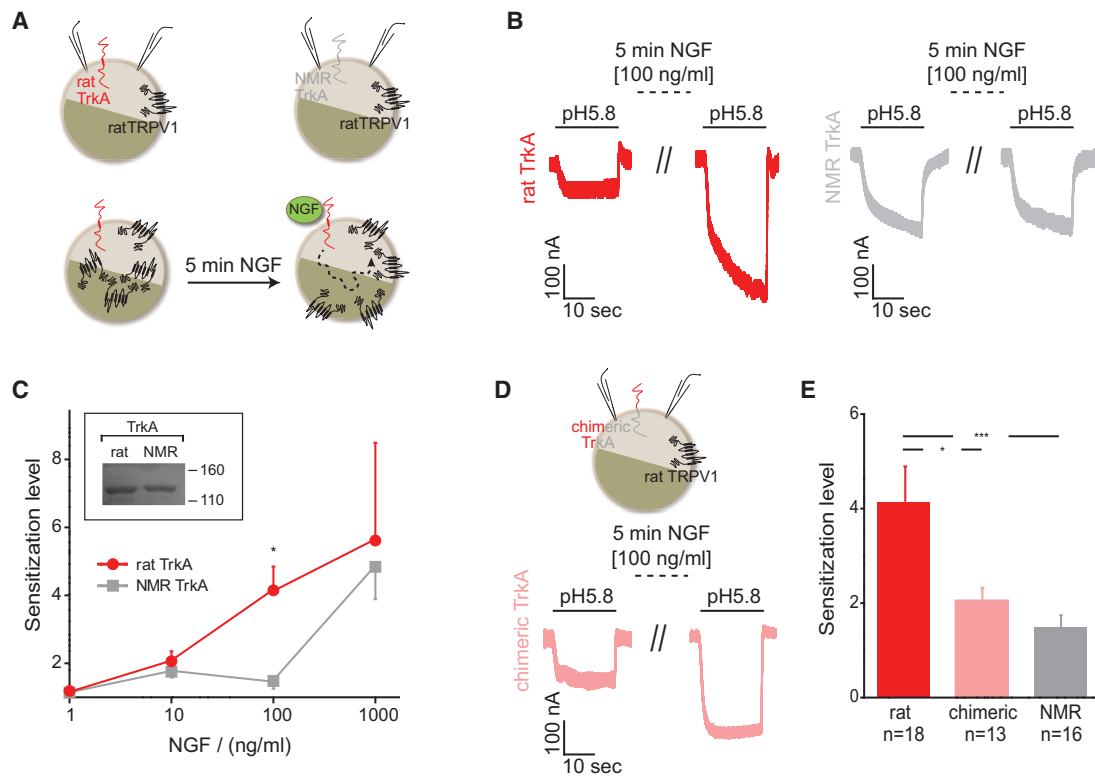 A
rat
TrkA
ratTRPV1
NMR
TrkA
ratTRPV1
5 min NGF
NGF
B
5 min NGF
[100 ng/ml]
pH5.8
pH5.8
rat TrkA
//
100 nA
10 sec
5 min NGF
[100 ng/ml]
pH5.8
pH5.8
NMR TrkA
//
100 nA
10 sec
C
TrkA
rat NMR
– 160
– 110
rat TrkA
NMR TrkA
*
Sensitization level
8
6
4
2
1 10 100 1000
NGF / (ng/ml)
D
chimeric
TrkA
rat TRPV1
5 min NGF
[100 ng/ml]
pH5.8
pH5.8
chimeric TrkA
//
100 nA
10 sec
E
Sensitization level
6
4
2
0
***
*
rat chimeric NMR
n=18 n=13 n=16